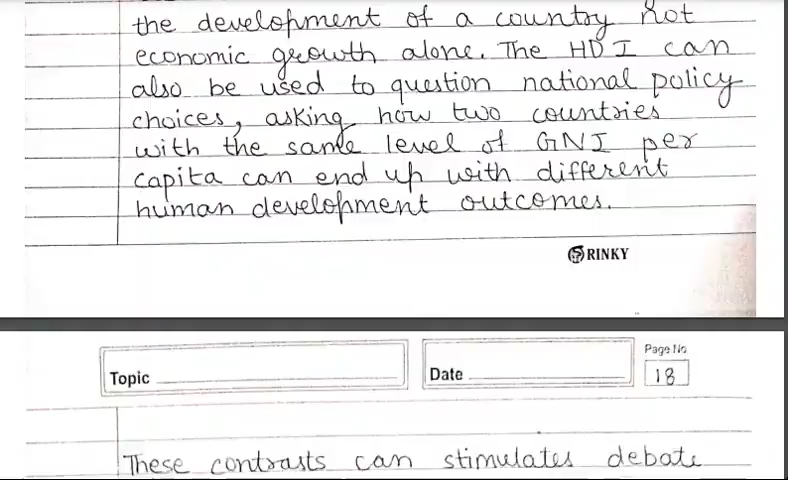 the development of a country not
economic growth alone. The HDI can
also be used to question national policy
choices, asking how two countries
with the same level of GNI per
capita can end up with different
human development outcomes.
RINKY
Page No
Topic
Date
18
These contrasts can stimulates debate